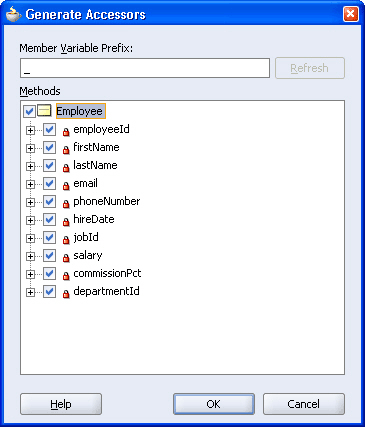 Generate Accessors
Member Variable Prefix:
_
Refresh
Methods
Employee
employeeId
firstName
lastName
email
phoneNumber
hireDate
jobId
salary
commissionPct
departmentId
Help OK Cancel